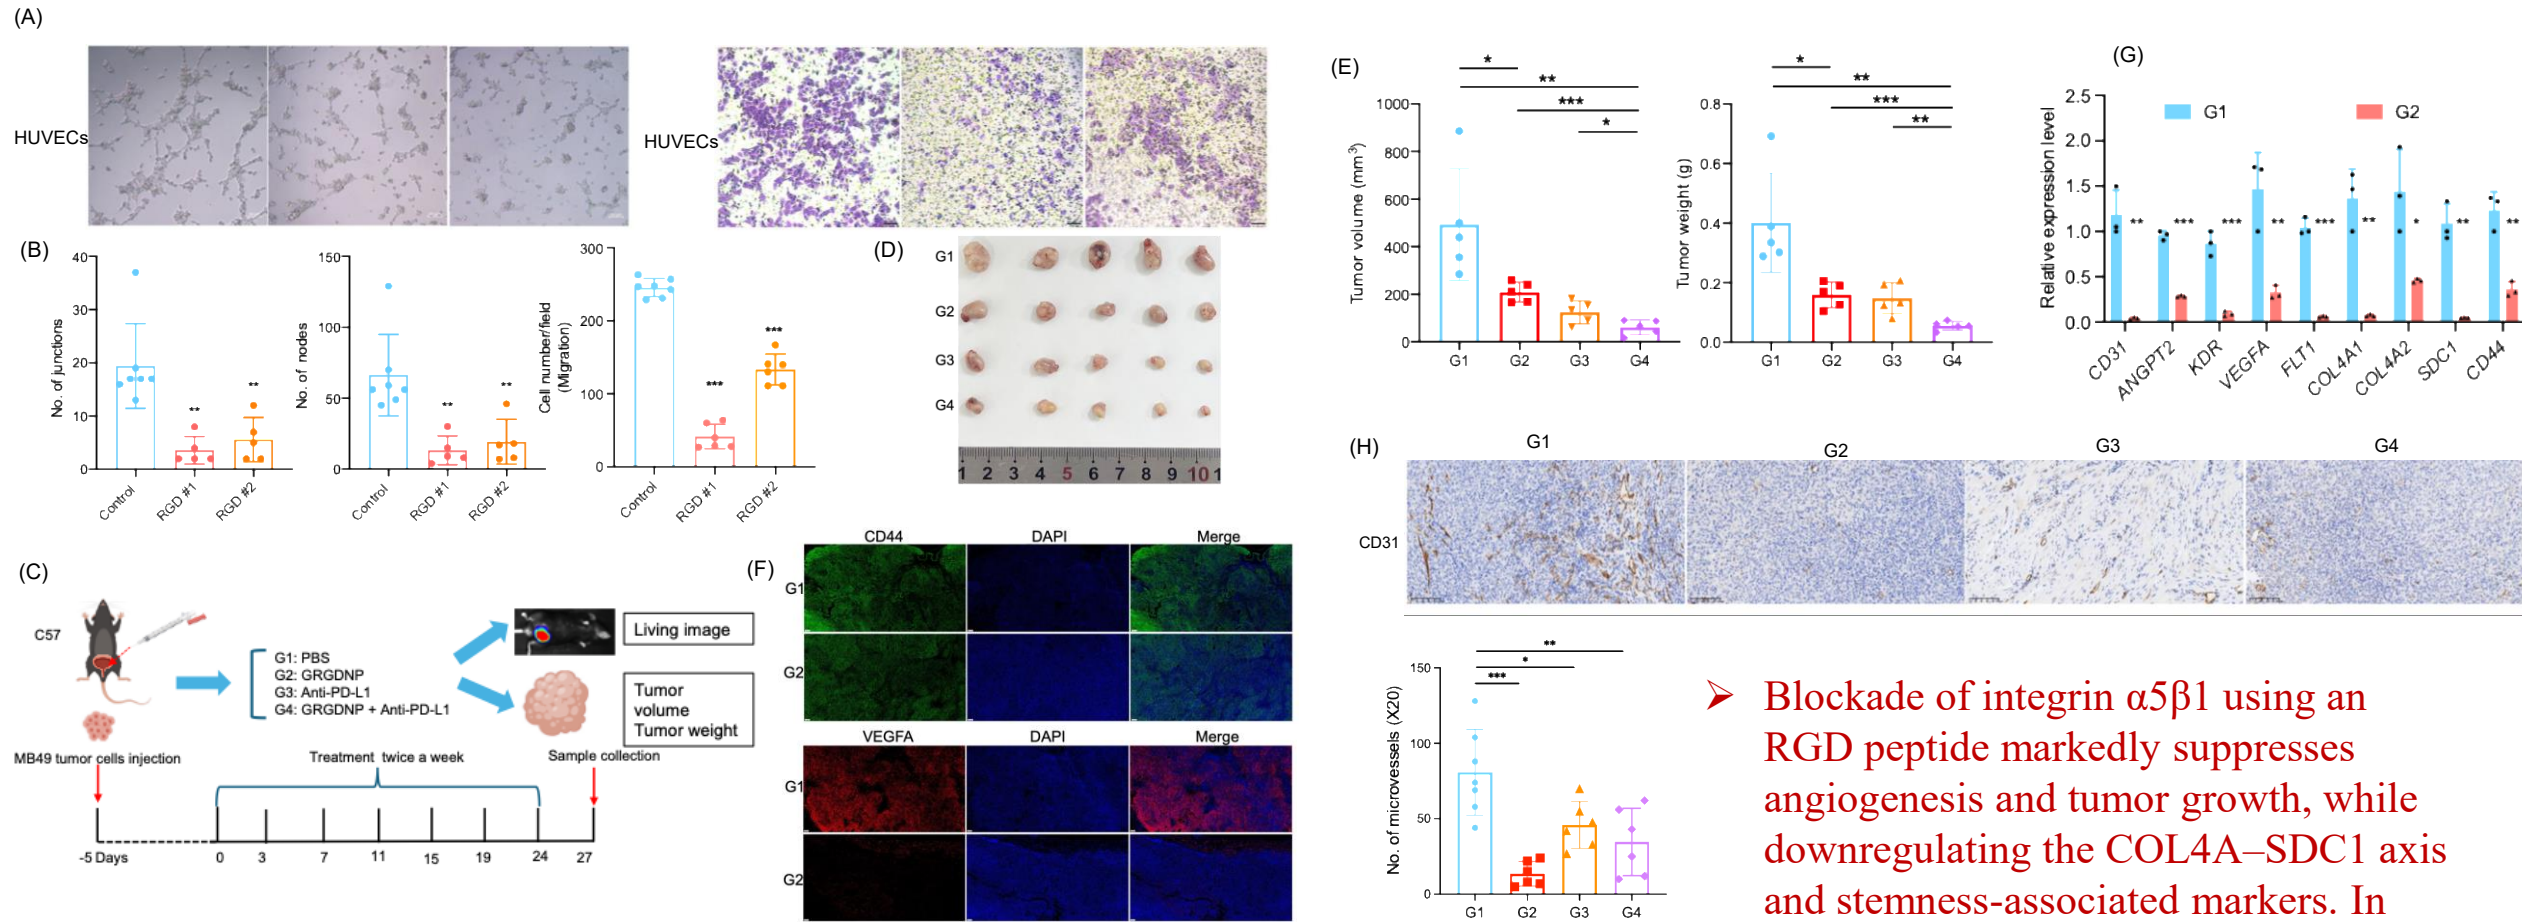 (A)
HUVECs
HUVECs
(B)
No. of junctions
40
30
20
10
0
Control
RGD #1
RGD #2
**
**
No. of nodes
150
100
50
0
Control
RGD #1
RGD #2
**
**
Cell number/field
(Migration)
300
200
100
0
Control
RGD #1
RGD #2
***
***
(C)
C57
MB49 tumor cells injection
G1: PBS
G2: GRGDNP
G3: Anti-PD-L1
G4: GRGDNP + Anti-PD-L1
Living image
Tumor
volume
Tumor weight
Treatment twice a week
Sample collection
-5 Days
0 3 7 11 15 19 24 27
(D)
G1
G2
G3
G4
1 2 3 4 5 6 7 8 9 10 1
(E)
Tumor volume (mm³)
1000
800
600
400
200
0
G1 G2 G3 G4
*
**
***
*
Tumor weight (g)
0.8
0.6
0.4
0.2
0.0
G1 G2 G3 G4
*
**
***
**
(F)
CD44 DAPI Merge
G1
G2
VEGFA DAPI Merge
G1
G2
(G)
Relative expression level
2.5
2.0
1.5
1.0
0.5
0.0
G1 G2
** *** *** ** *** ** * ** **
CD31
ANGPT2
KDR
VEGFA
FLT1
COL4A1
COL4A2
SDC1
CD44
(H)
G1 G2 G3 G4
CD31
No. of microvessels (X20)
150
100
50
0
G1 G2 G3 G4
**
*
***
➢ Blockade of integrin α5β1 using an
RGD peptide markedly suppresses
angiogenesis and tumor growth, while
downregulating the COL4A–SDC1 axis
and stemness-associated markers. In